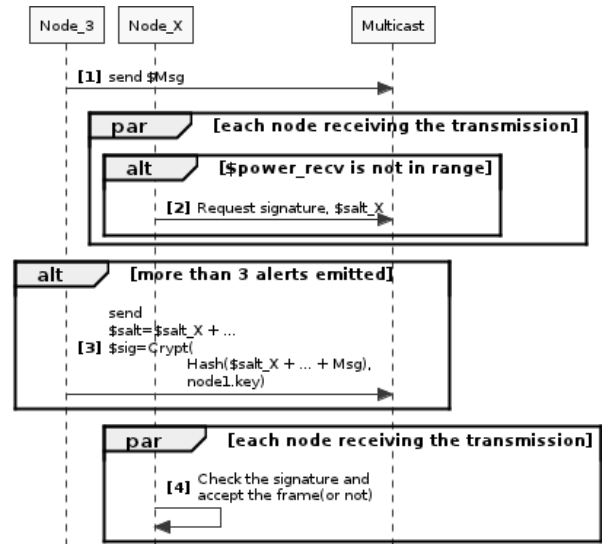 Node_3 Node_X Multicast
[1] send $Msg
par [each node receiving the transmission]
alt [$power_recv is not in range]
[2] Request signature, $salt_X
alt [more than 3 alerts emitted]
send
$salt=$salt_X + ...
[3] $sig=Crypt(
Hash($salt_X + ... + Msg),
node1.key)
par [each node receiving the transmission]
Check the signature and
[4] accept the frame(or not)